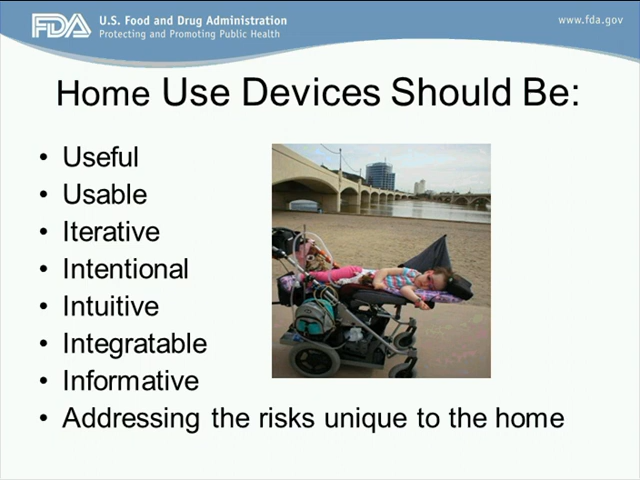 FDA U.S. Food and Drug Administration
Protecting and Promoting Public Health
www.fda.gov
Home Use Devices Should Be:
• Useful
• Usable
• Iterative
• Intentional
• Intuitive
• Integratable
• Informative
• Addressing the risks unique to the home